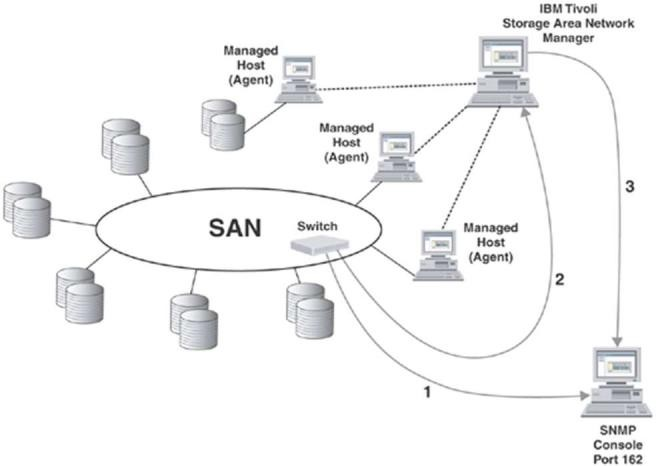 IBM Tivoli
Storage Area Network
Manager
Managed
Host
(Agent)
Managed
Host
(Agent)
3
SAN
Switch
Managed
Host
(Agent)
2
1
SNMP
Console
Port 162